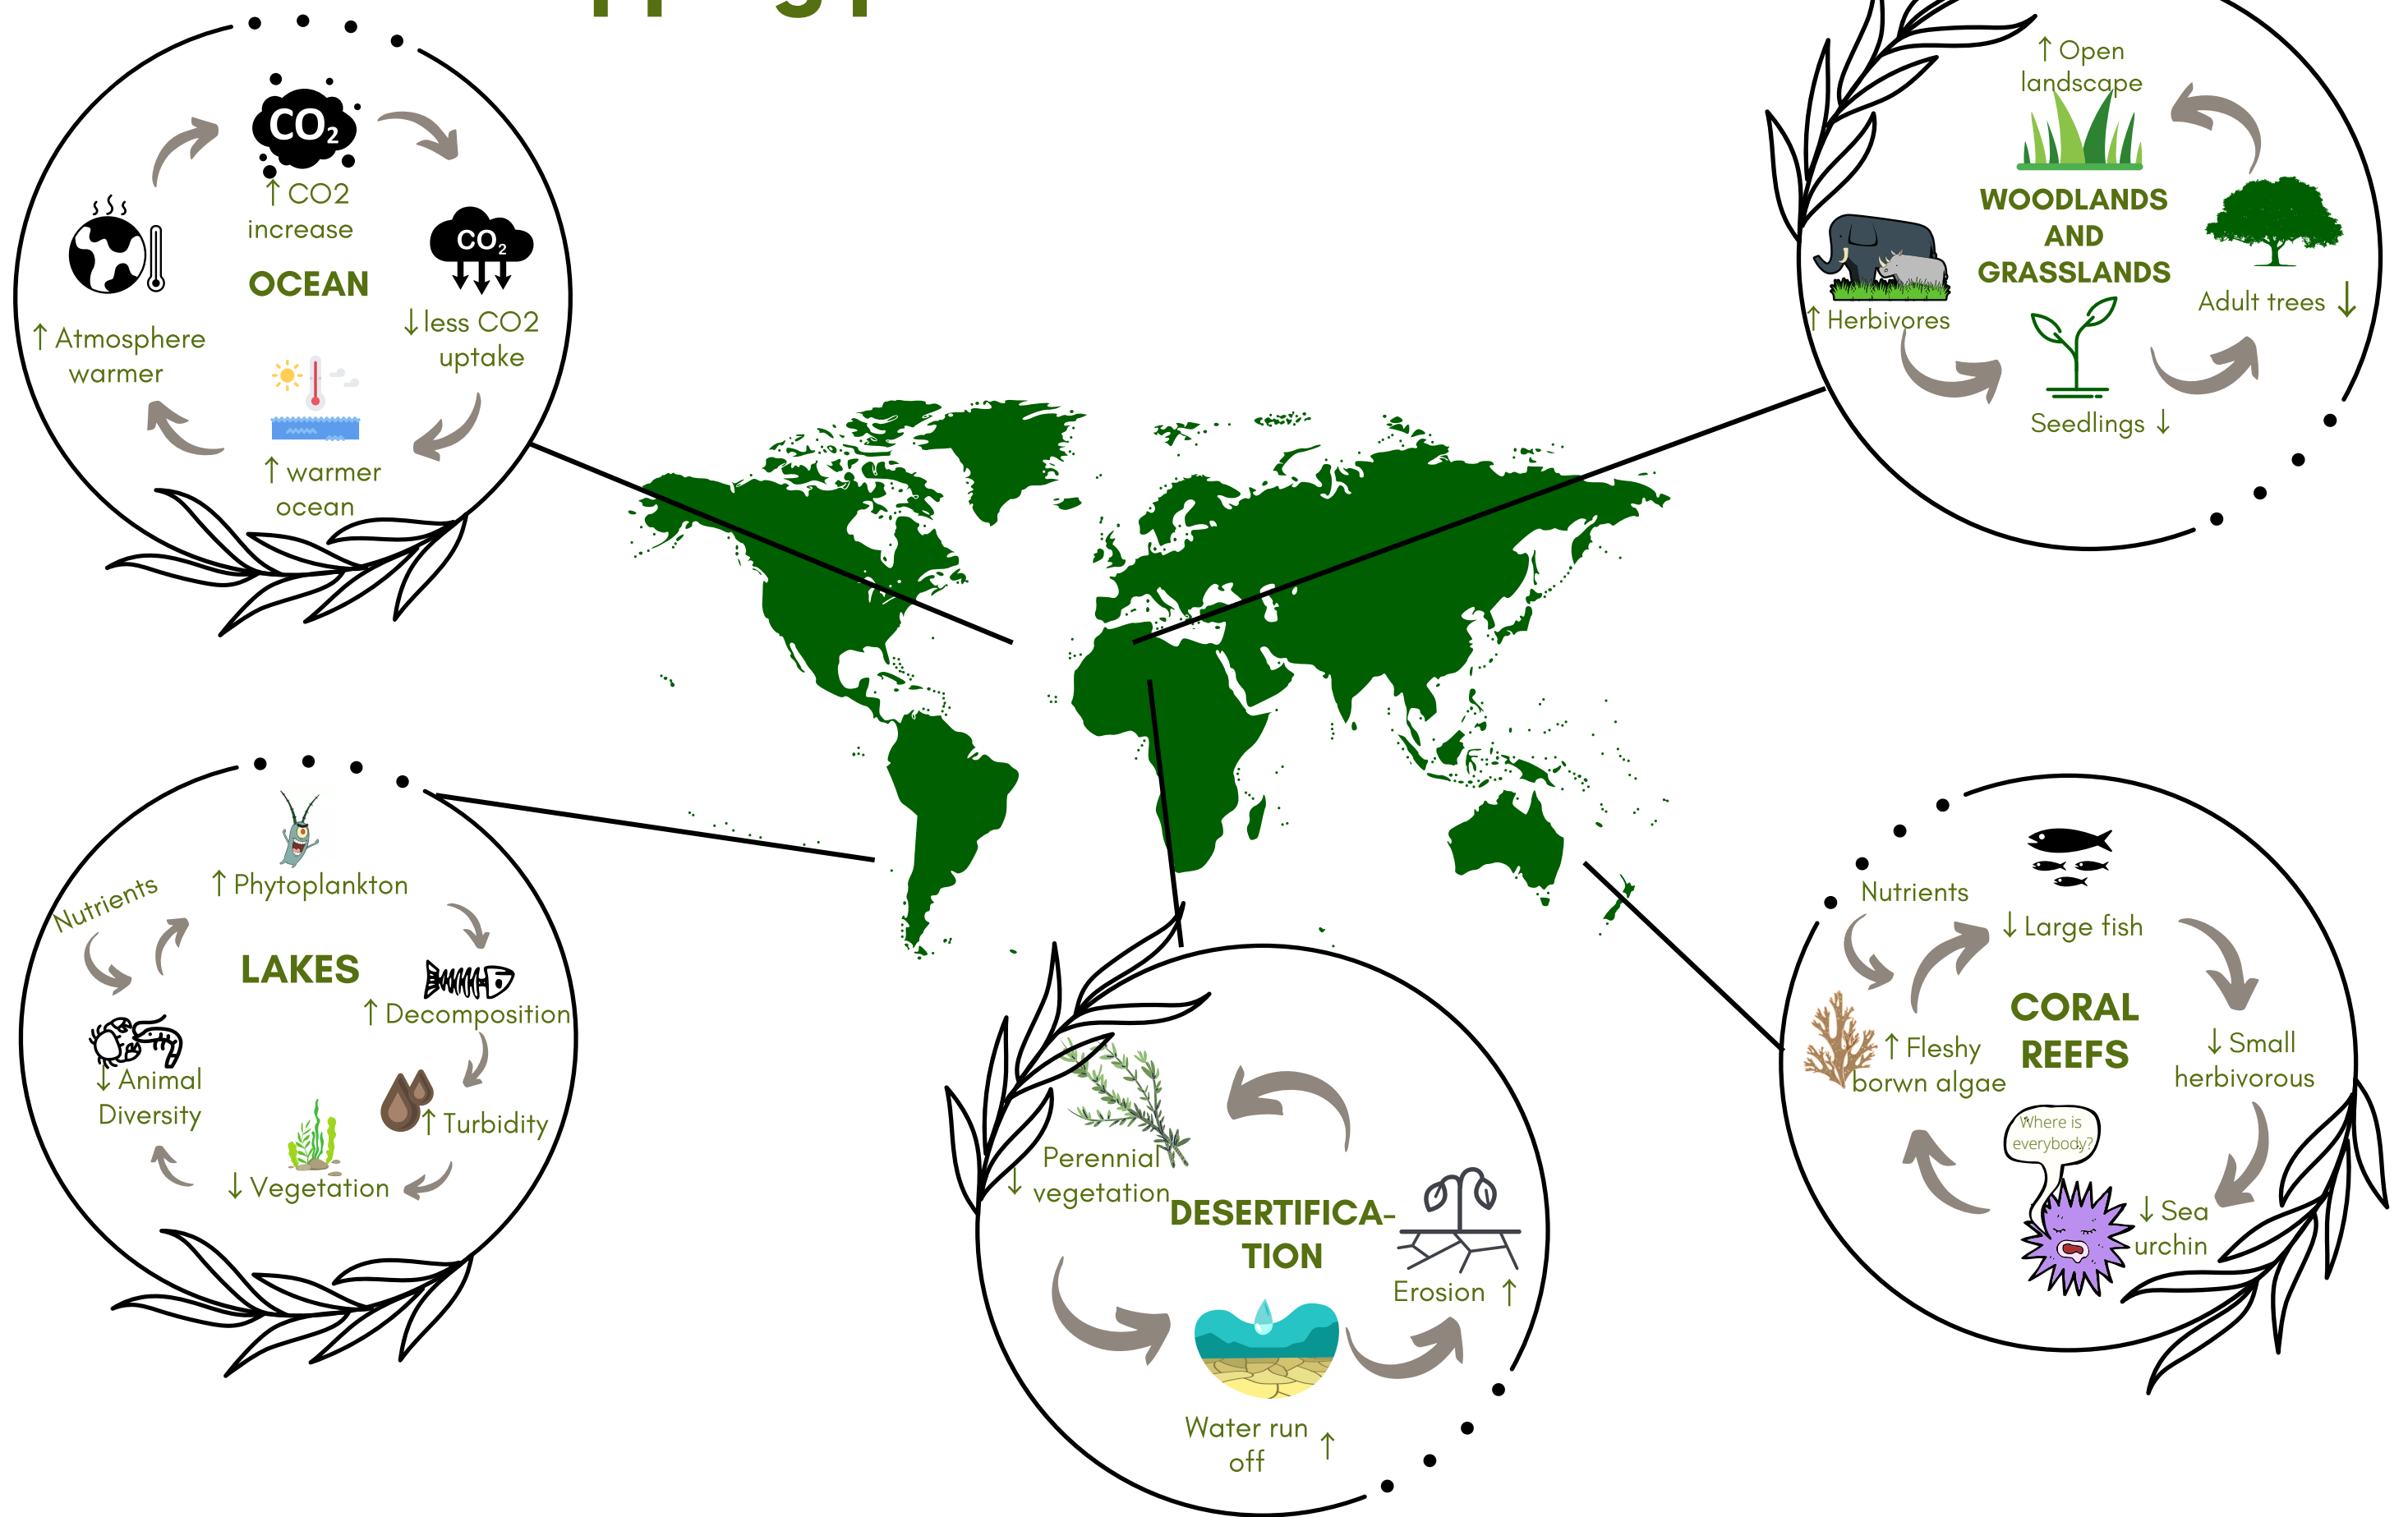 CO2
↑ CO2
increase
OCEAN
CO2
↓ less CO2
uptake
↑ warmer
ocean
↑ Atmosphere
warmer
↑ Open
landscape
WOODLANDS
AND
GRASSLANDS
Adult trees ↓
↑ Herbivores
Seedlings ↓
Nutrients
↑ Phytoplankton
LAKES
↑ Decomposition
↑ Turbidity
↓ Vegetation
↓ Animal
Diversity
Perennial
↓ vegetation
DESERTIFICA-
TION
Erosion ↑
Water run
off ↑
Nutrients
↓ Large fish
CORAL
REEFS
↓ Small
herbivorous
↑ Fleshy
borwn algae
Where is
everybody?
↓ Sea
urchin